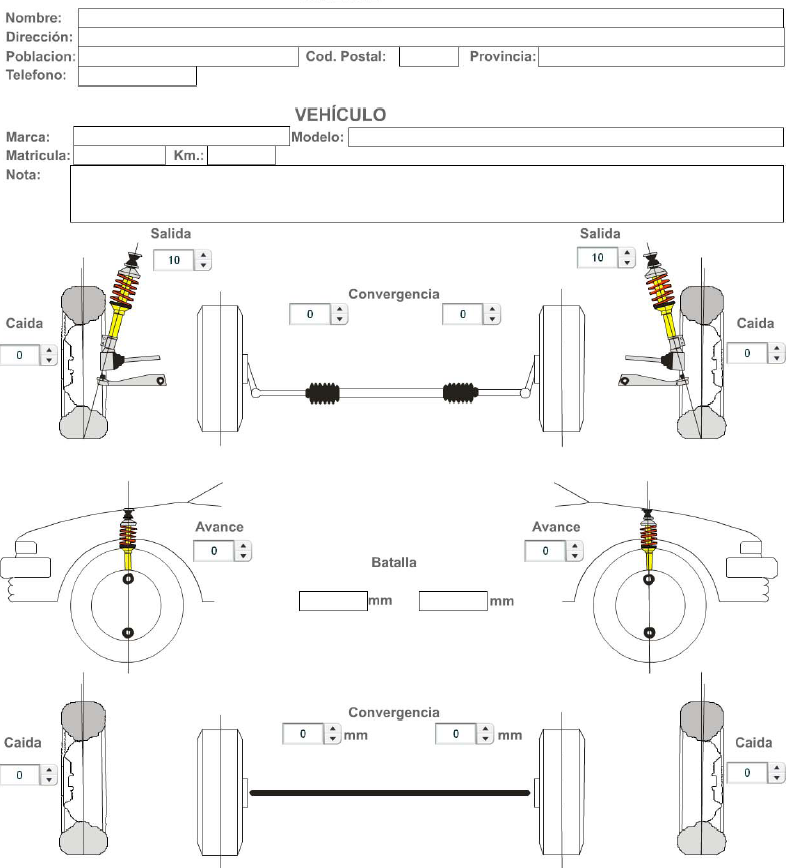 Nombre:
Dirección:
Poblacion: Cod. Postal: Provincia:
Telefono:
VEHÍCULO
Marca: Modelo:
Matricula: Km.:
Nota:
Salida Salida
10 10
Convergencia
0 0
Caida Caida
0 0
Avance Avance
0 0
Batalla
mm mm
Convergencia
0 mm 0 mm
Caida Caida
0 0